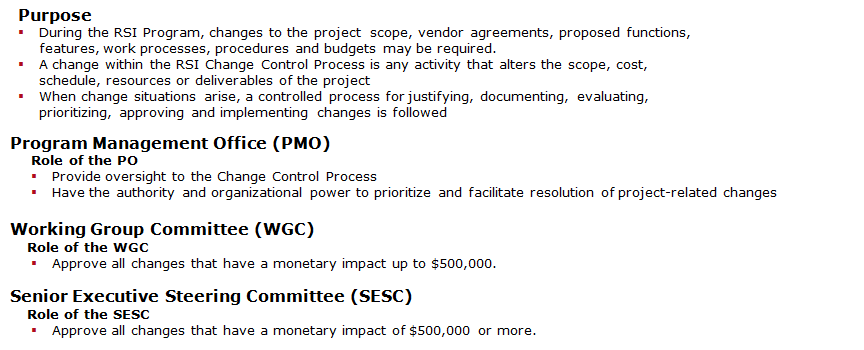 Purpose
▪ During the RSI Program, changes to the project scope, vendor agreements, proposed functions,
features, work processes, procedures and budgets may be required.
▪ A change within the RSI Change Control Process is any activity that alters the scope, cost,
schedule, resources or deliverables of the project
▪ When change situations arise, a controlled process for justifying, documenting, evaluating,
prioritizing, approving and implementing changes is followed
Program Management Office (PMO)
Role of the PO
▪ Provide oversight to the Change Control Process
▪ Have the authority and organizational power to prioritize and facilitate resolution of project-related changes
Working Group Committee (WGC)
Role of the WGC
▪ Approve all changes that have a monetary impact up to $500,000.
Senior Executive Steering Committee (SESC)
Role of the SESC
▪ Approve all changes that have a monetary impact of $500,000 or more.